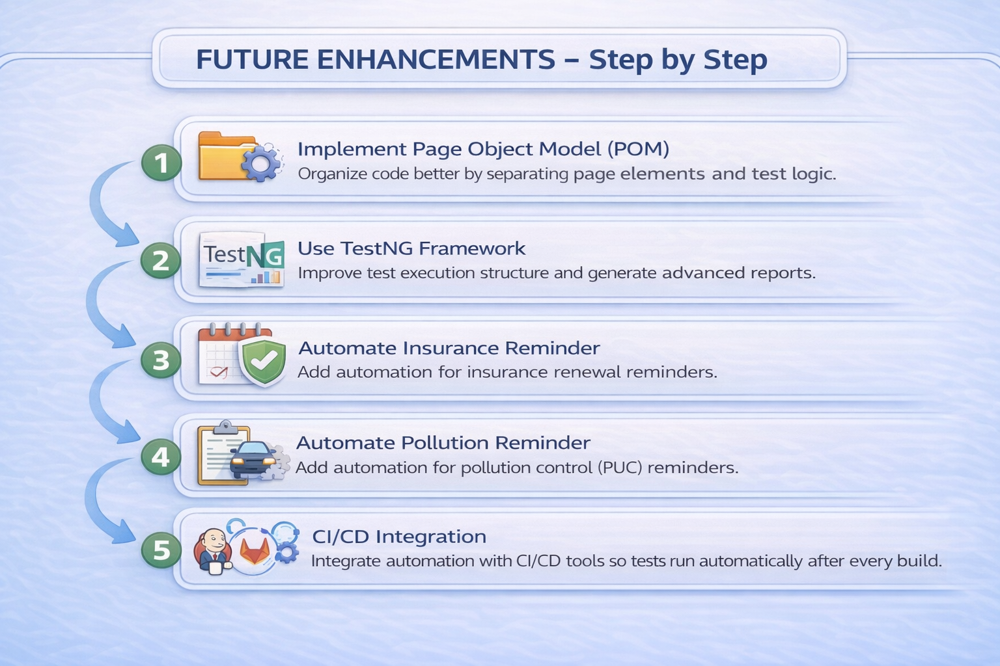 FUTURE ENHANCEMENTS – Step by Step
1
Implement Page Object Model (POM)
Organize code better by separating page elements and test logic.
2
TestNG
Use TestNG Framework
Improve test execution structure and generate advanced reports.
3
Automate Insurance Reminder
Add automation for insurance renewal reminders.
4
Automate Pollution Reminder
Add automation for pollution control (PUC) reminders.
5
CI/CD Integration
Integrate automation with CI/CD tools so tests run automatically after every build.